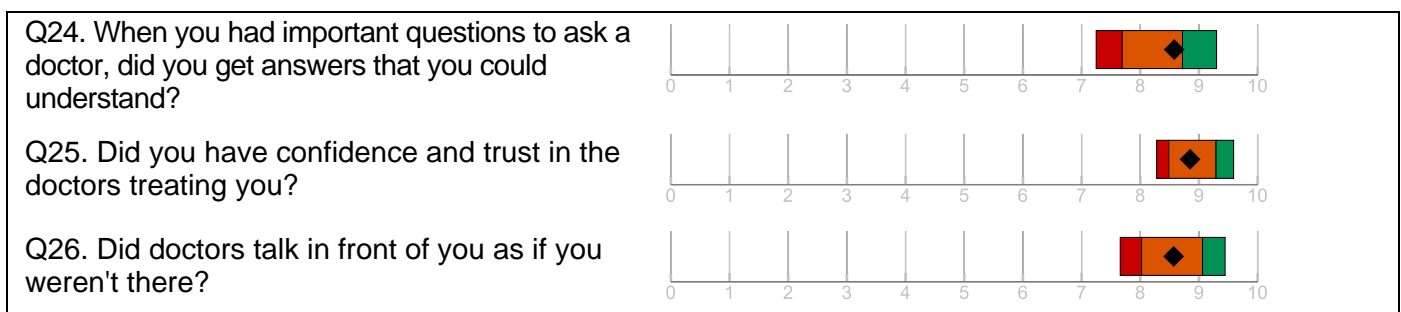 Q24. When you had important questions to ask a
doctor, did you get answers that you could
understand?
0 1 2 3 4 5 6 7 8 9 10
Q25. Did you have confidence and trust in the
doctors treating you?
0 1 2 3 4 5 6 7 8 9 10
Q26. Did doctors talk in front of you as if you
weren't there?
0 1 2 3 4 5 6 7 8 9 10